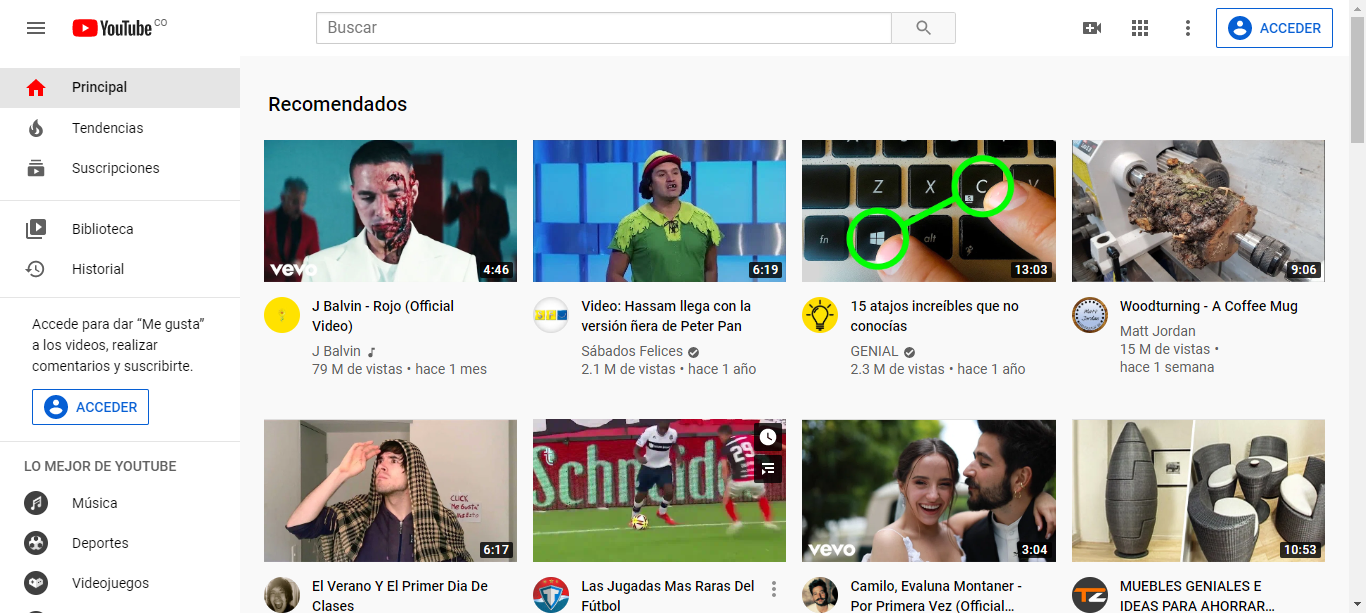 YouTube CO
Buscar
ACCEDER
Principal
Tendencias
Suscripciones
Biblioteca
Historial
Accede para dar “Me gusta”
a los videos, realizar
comentarios y suscribirte.
ACCEDER
LO MEJOR DE YOUTUBE
Música
Deportes
Videojuegos
Recomendados
vevo
4:46
J Balvin - Rojo (Official
Video)
J Balvin
79 M de vistas • hace 1 mes
6:19
Video: Hassam llega con la
versión ñera de Peter Pan
Sábados Felices
2.1 M de vistas • hace 1 año
Z X C V
fn alt
13:03
15 atajos increíbles que no
conocías
GENIAL
2.3 M de vistas • hace 1 año
9:06
Matt Jordan
Woodturning - A Coffee Mug
Matt Jordan
15 M de vistas •
hace 1 semana
CLICK
ME GUSTA
6:17
El Verano Y El Primer Dia De
Clases
Schneid
29
Las Jugadas Mas Raras Del
Fútbol
vevo
3:04
Camilo, Evaluna Montaner -
Por Primera Vez (Official...
10:53
TZ
MUEBLES GENIALES E
IDEAS PARA AHORRAR...